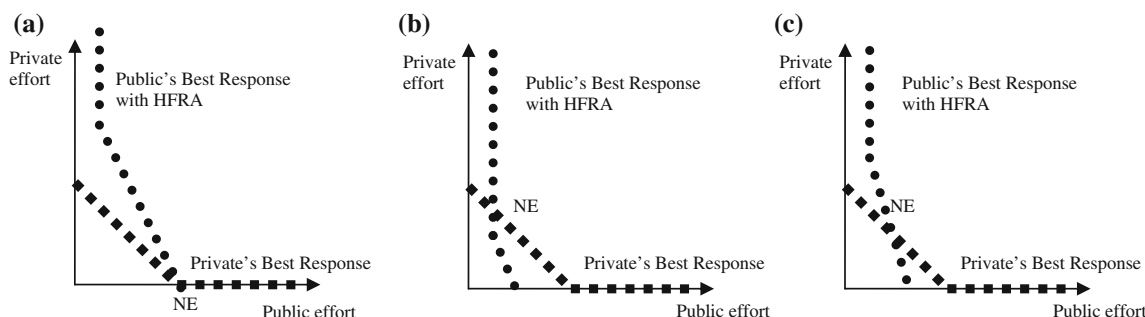 (a)
Private
effort
Public's Best Response
with HFRA
Private's Best Response
NE
Public effort
(b)
Private
effort
Public's Best Response
with HFRA
NE
Private's Best Response
Public effort
(c)
Private
effort
Public's Best Response
with HFRA
NE
Private's Best Response
Public effort